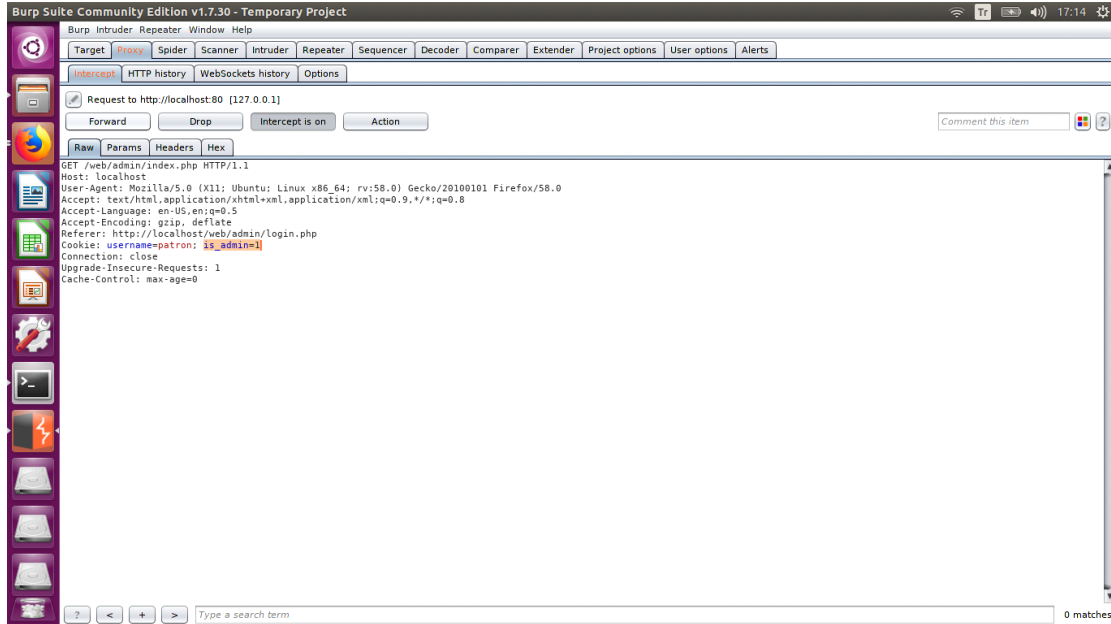 Burp Suite Community Edition v1.7.30 - Temporary Project Tr 17:14
Burp Intruder Repeater Window Help
Target Proxy Spider Scanner Intruder Repeater Sequencer Decoder Comparer Extender Project options User options Alerts
Intercept HTTP history WebSockets history Options
Request to http://localhost:80 [127.0.0.1]
Forward Drop Intercept is on Action Comment this item ?
Raw Params Headers Hex
GET /web/admin/index.php HTTP/1.1
Host: localhost
User-Agent: Mozilla/5.0 (X11; Ubuntu; Linux x86_64; rv:58.0) Gecko/20100101 Firefox/58.0
Accept: text/html,application/xhtml+xml,application/xml;q=0.9,*/*;q=0.8
Accept-Language: en-US,en;q=0.5
Accept-Encoding: gzip, deflate
Referer: http://localhost/web/admin/login.php
Cookie: username=patron; is_admin=1
Connection: close
Upgrade-Insecure-Requests: 1
Cache-Control: max-age=0
? < + > Type a search term 0 matches